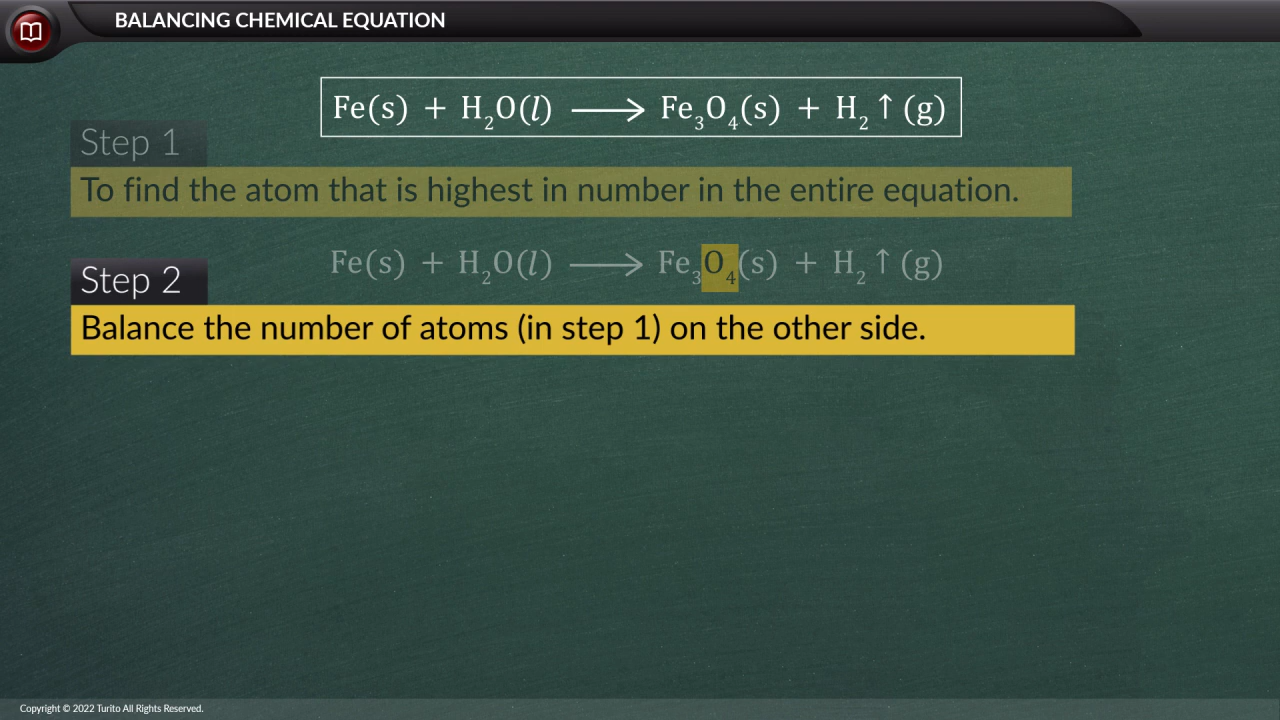 BALANCING CHEMICAL EQUATION
Fe(s) + H₂O(l) ⟶ Fe₃O₄(s) + H₂ ↑ (g)
Step 1
To find the atom that is highest in number in the entire equation.
Fe(s) + H₂O(l) ⟶ Fe₃O₄(s) + H₂ ↑ (g)
Step 2
Balance the number of atoms (in step 1) on the other side.
Copyright © 2022 Turito All Rights Reserved.